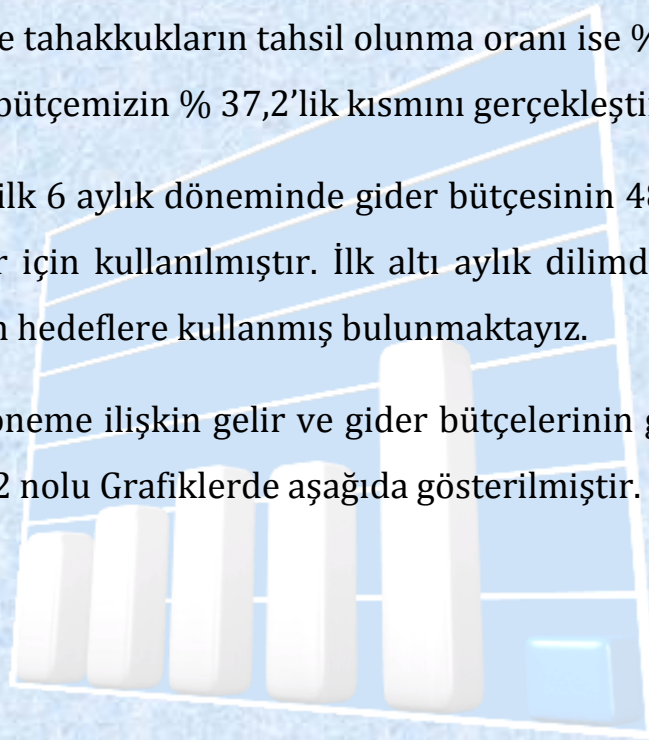 e tahakkukların tahsil olunma oranı ise %
bütçemizin % 37,2’lik kısmını gerçekleşti
ilk 6 aylık döneminde gider bütçesinin 48
r için kullanılmıştır. İlk altı aylık dilimd
n hedeflere kullanmış bulunmaktayız.
öneme ilişkin gelir ve gider bütçelerinin g
2 nolu Grafiklerde aşağıda gösterilmiştir.